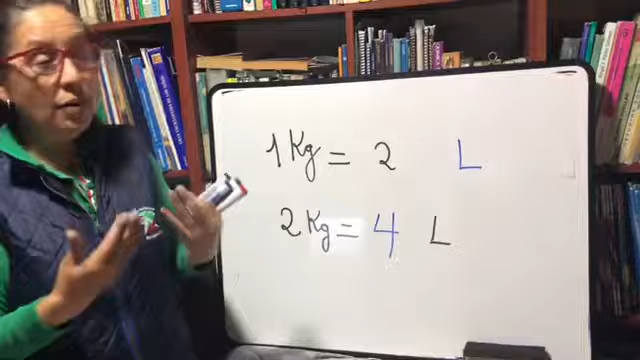 1 Kg = 2 L
2 Kg = 4 L